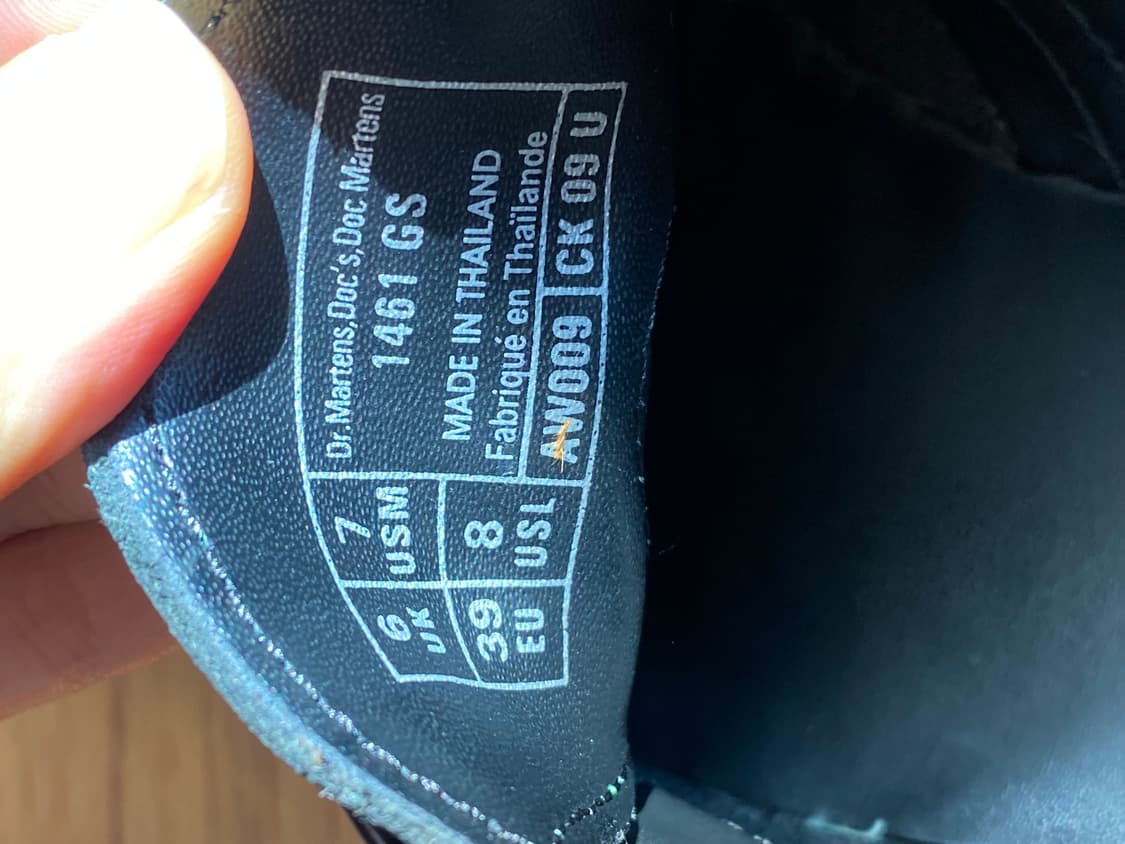 Dr.Martens,Doc's,Doc Martens
1461 GS
MADE IN THAILAND
Fabriqué en Thaïlande
AW009 CK 09 U
6
UK
7
USM
39
EU
8
USL